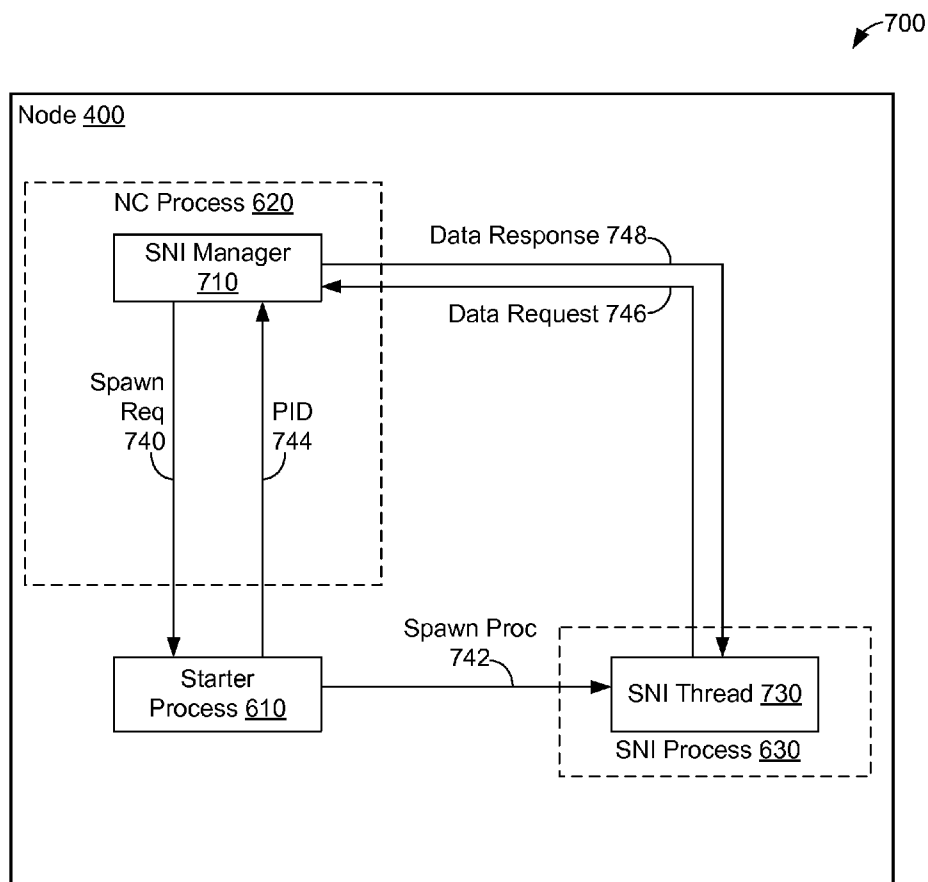 700
Node 400
NC Process 620
SNI Manager
710
Data Response 748
Data Request 746
Spawn
Req
740
PID
744
Spawn Proc
742
Starter
Process 610
SNI Thread 730
SNI Process 630